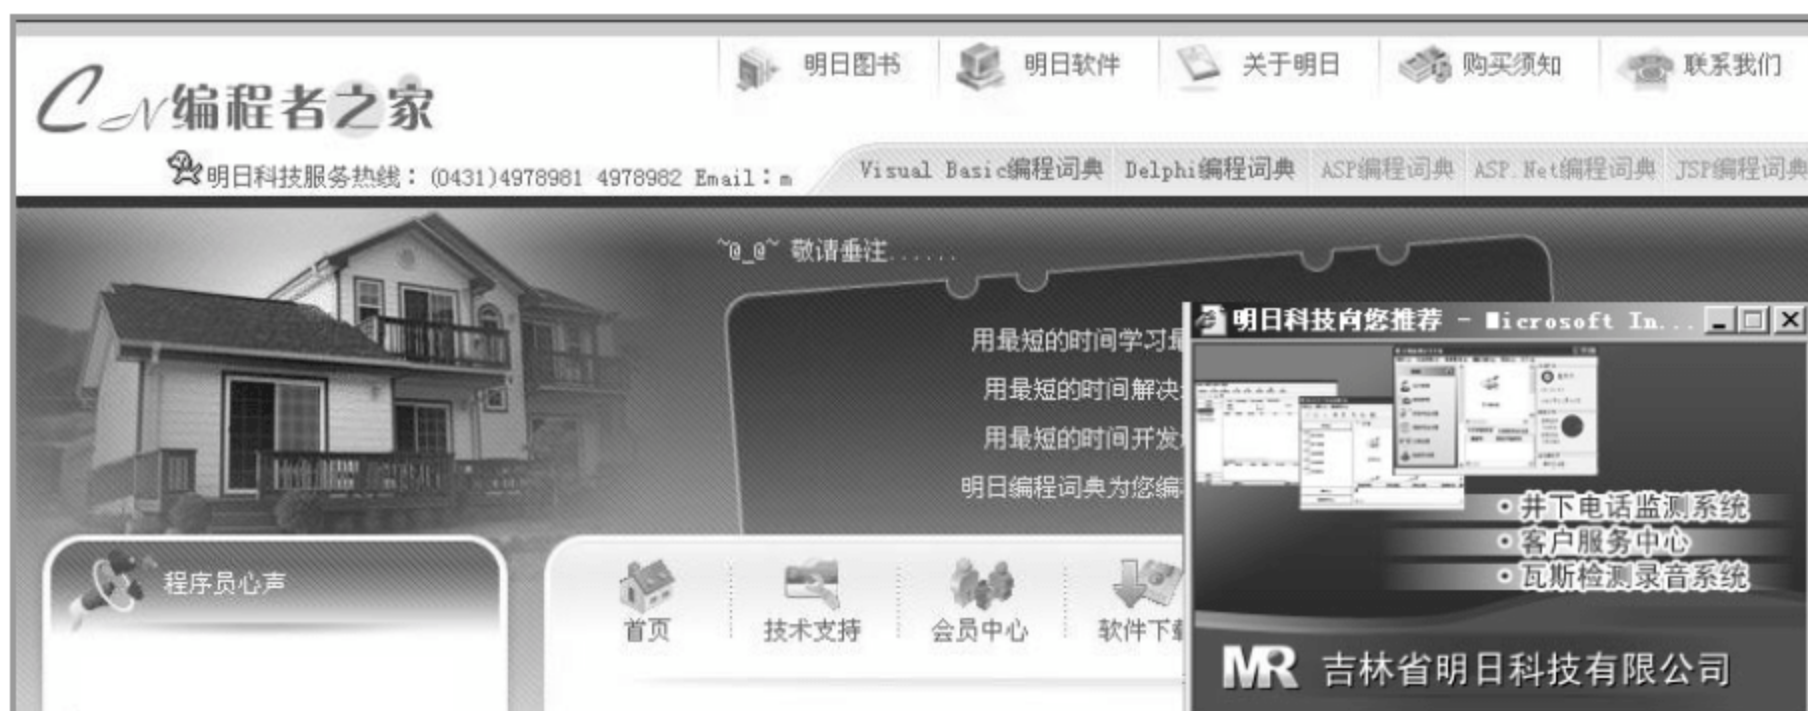 明日图书 明日软件 关于明日 购买须知 联系我们
CN编程者之家
明日科技服务热线：(0431)4978981 4978982 Email：m
Visual Basic编程词典 Delphi编程词典 ASP编程词典 ASP.Net编程词典 JSP编程词典
~@_@~ 敬请垂注......
用最短的时间学习最
用最短的时间解决
用最短的时间开发
明日编程词典为您编
程序员心声
首页 技术支持 会员中心 软件下载
明日科技向您推荐 - Microsoft In...
·井下电话监测系统
·客户服务中心
·瓦斯检测录音系统
MR 吉林省明日科技有限公司